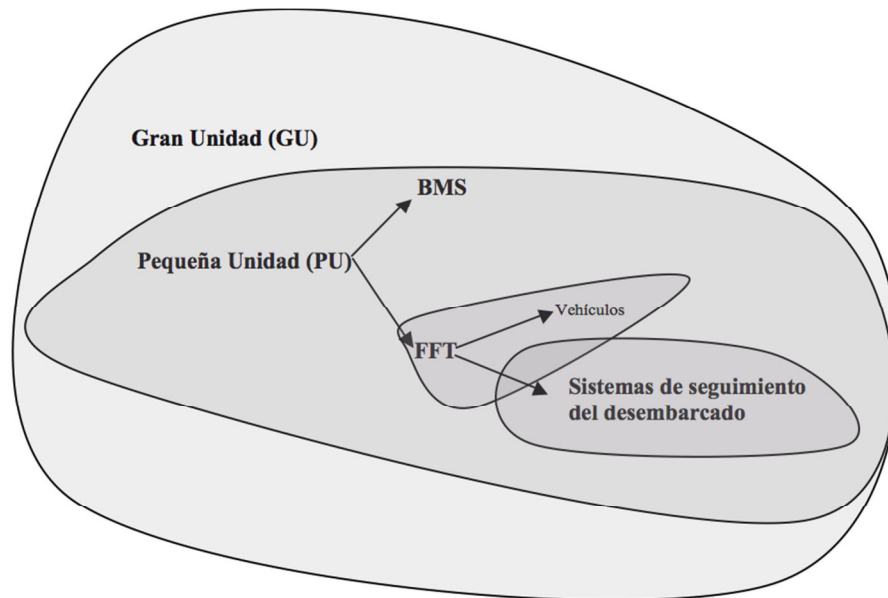 Gran Unidad (GU)
BMS
Pequeña Unidad (PU)
Vehículos
FFT
Sistemas de seguimiento
del desembarcado